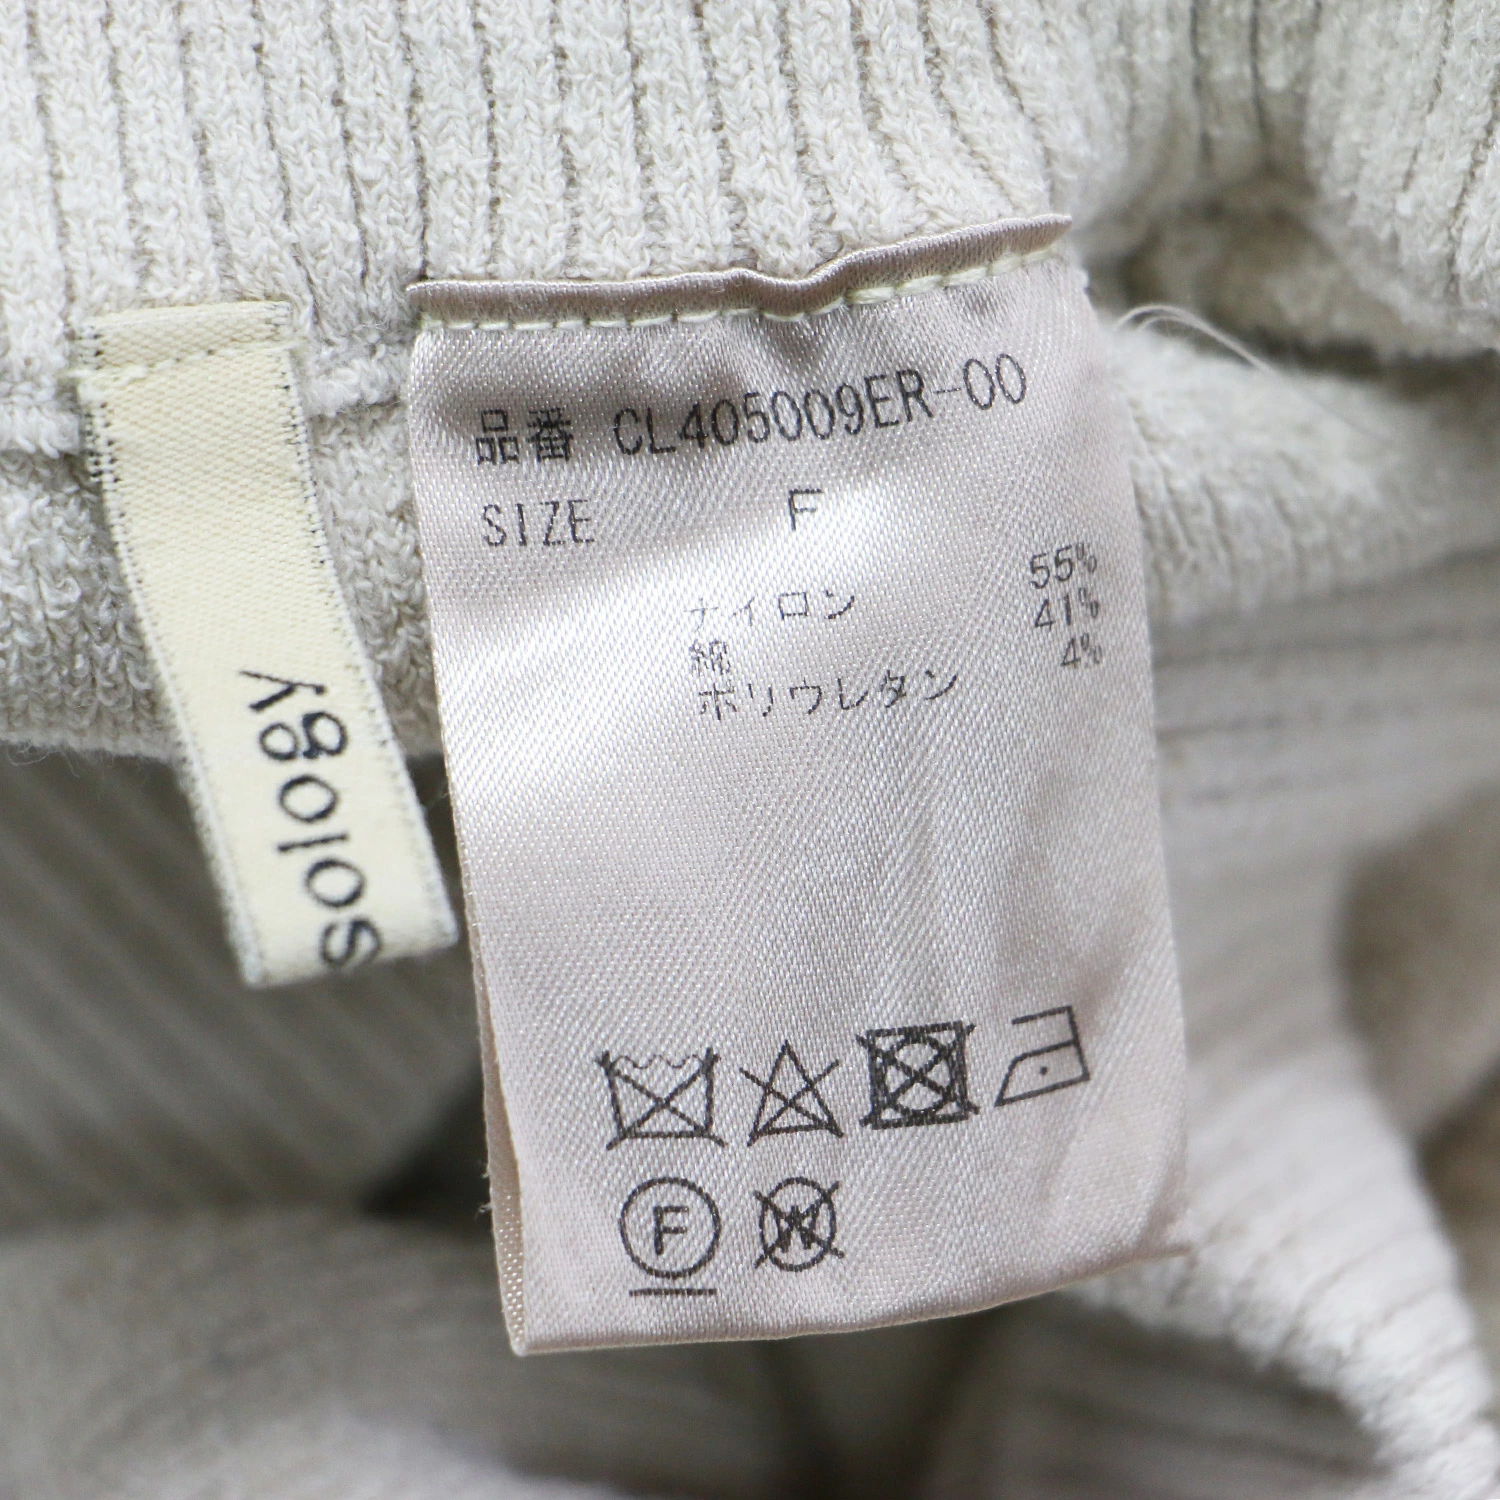 品番 CL405009ER-00
SIZE F
ナイロン 55%
綿 41%
ポリウレタン 4%
F
W
sology